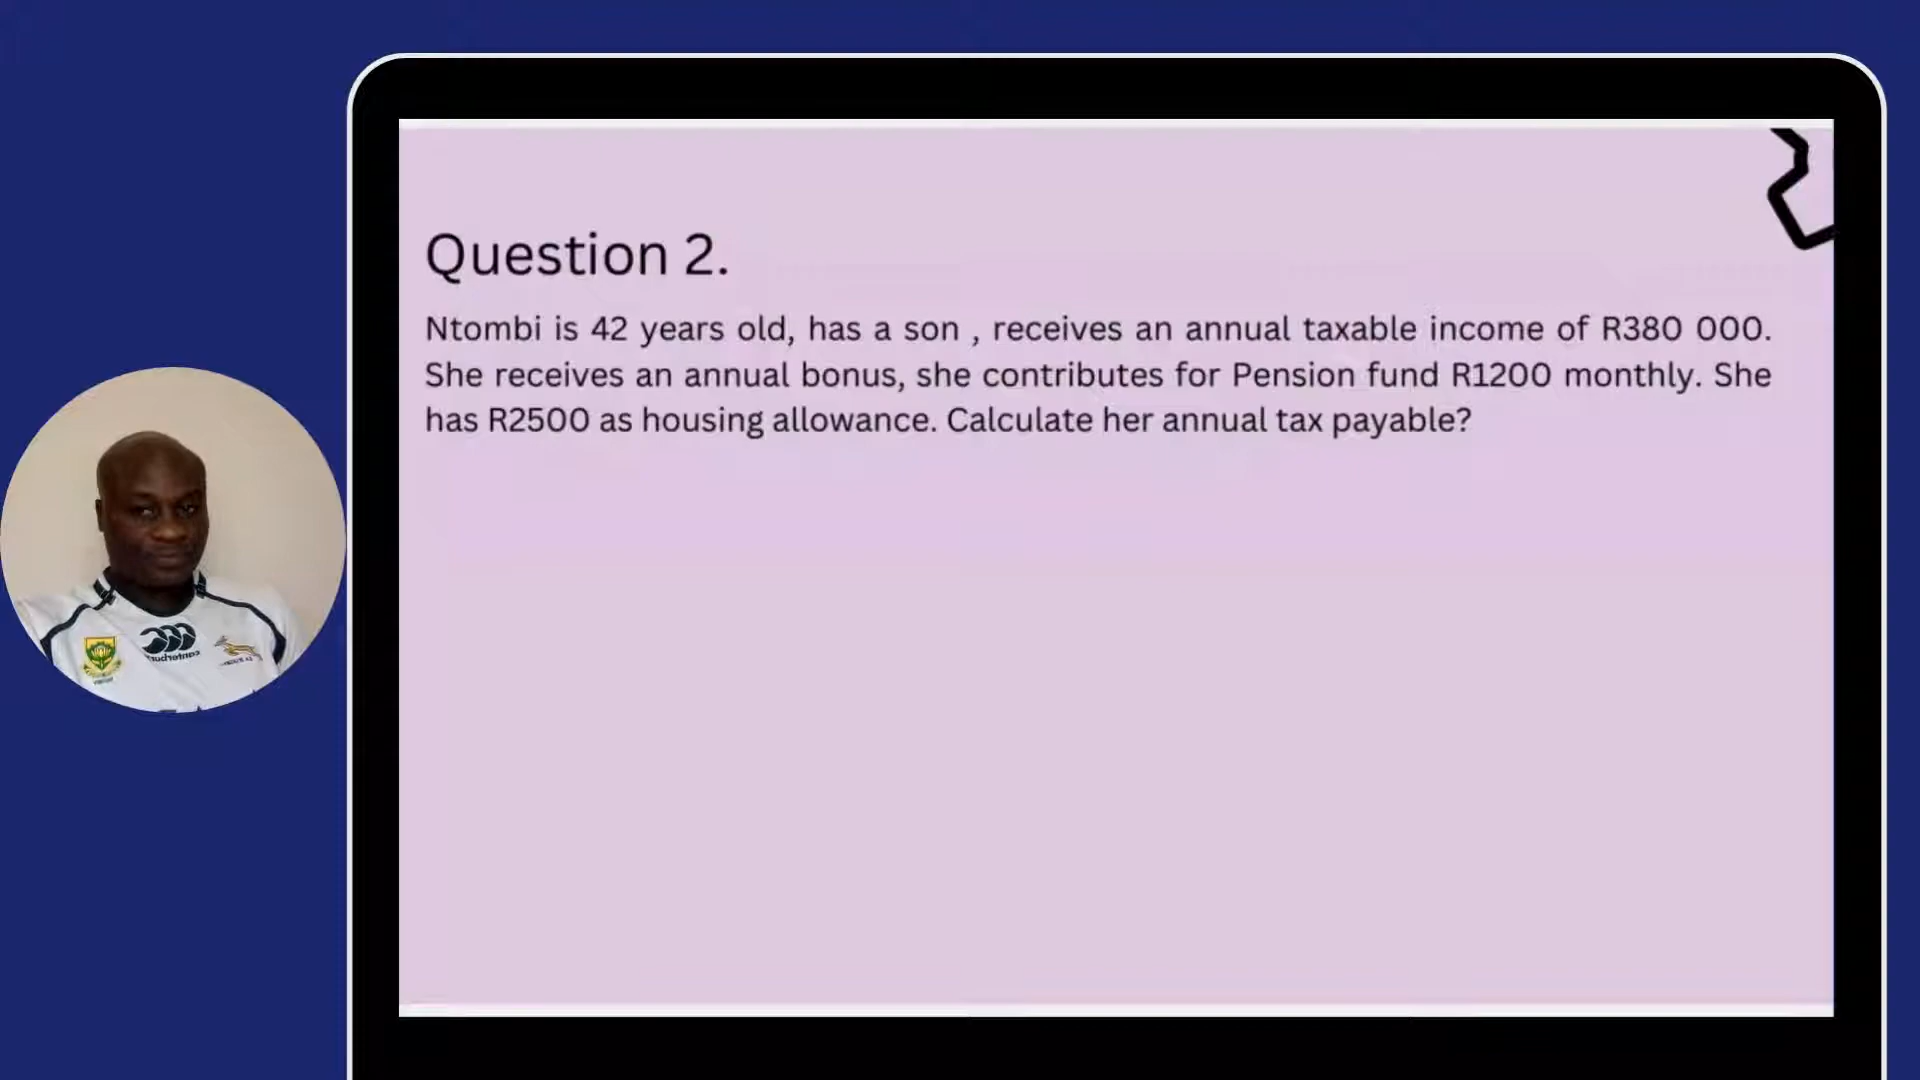 Question 2.
Ntombi is 42 years old, has a son , receives an annual taxable income of R380 000.
She receives an annual bonus, she contributes for Pension fund R1200 monthly. She
has R2500 as housing allowance. Calculate her annual tax payable?